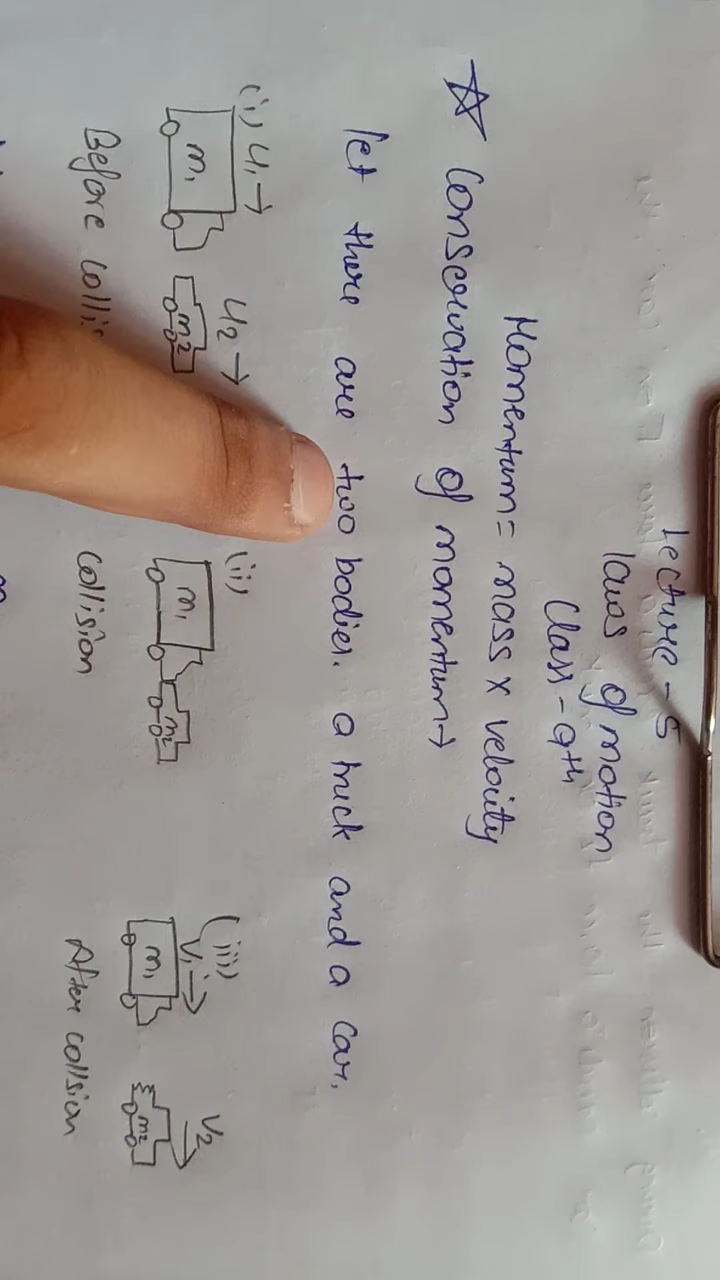 Lecture - 5
laws of motion
Class - 9th
Momentum = mass x velocity
☆ Conservation of momentum →
let there are two bodies. a truck and a car.
(i) u₁ → u₂ → (ii) (iii) v₁ → v₂
m₁ m₂ m₁ m₂ m₁ m₂
Before collision After collsion